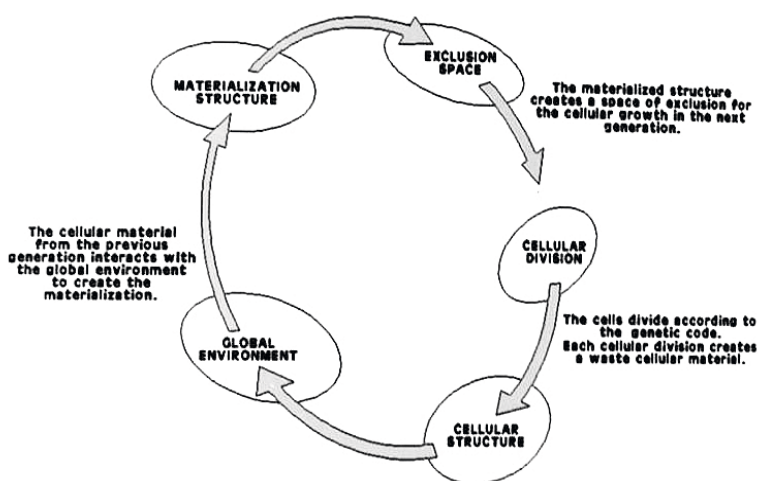 EXCLUSION
SPACE
MATERIALIZATION
STRUCTURE
The materialized structure
creates a space of exclusion for
the cellular growth in the next
generation.
The cellular material
from the previous
generation interacts with
the global environment
to create the
materialization.
CELLULAR
DIVISION
The cells divide according to
the genetic code.
Each cellular division creates
a waste cellular material.
GLOBAL
ENVIRONMENT
CELLULAR
STRUCTURE